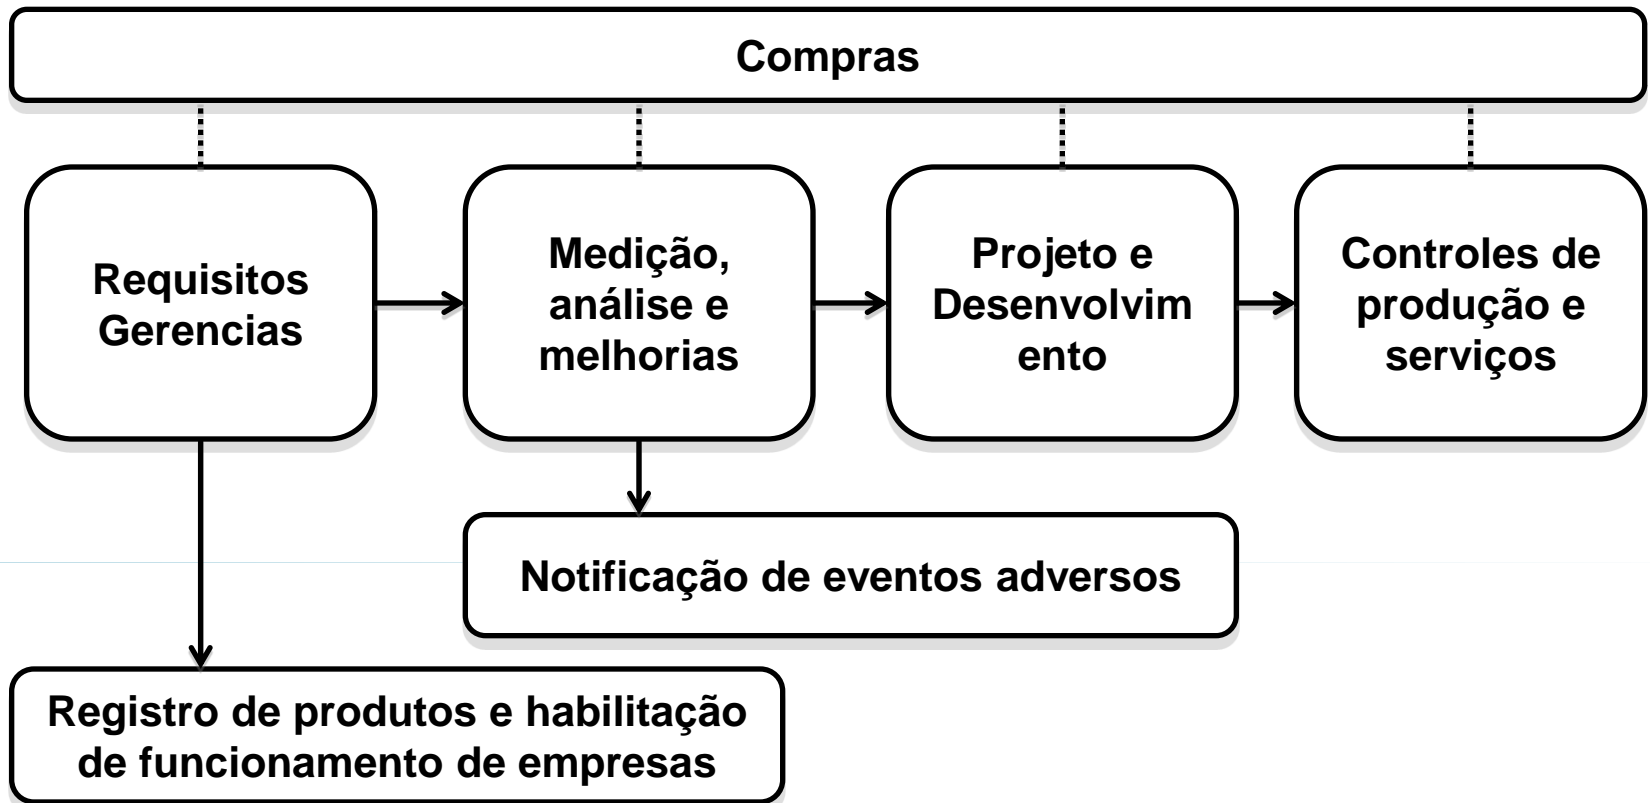 Compras
Requisitos
Gerencias
Medição,
análise e
melhorias
Projeto e
Desenvolvim
ento
Controles de
produção e
serviços
Notificação de eventos adversos
Registro de produtos e habilitação
de funcionamento de empresas